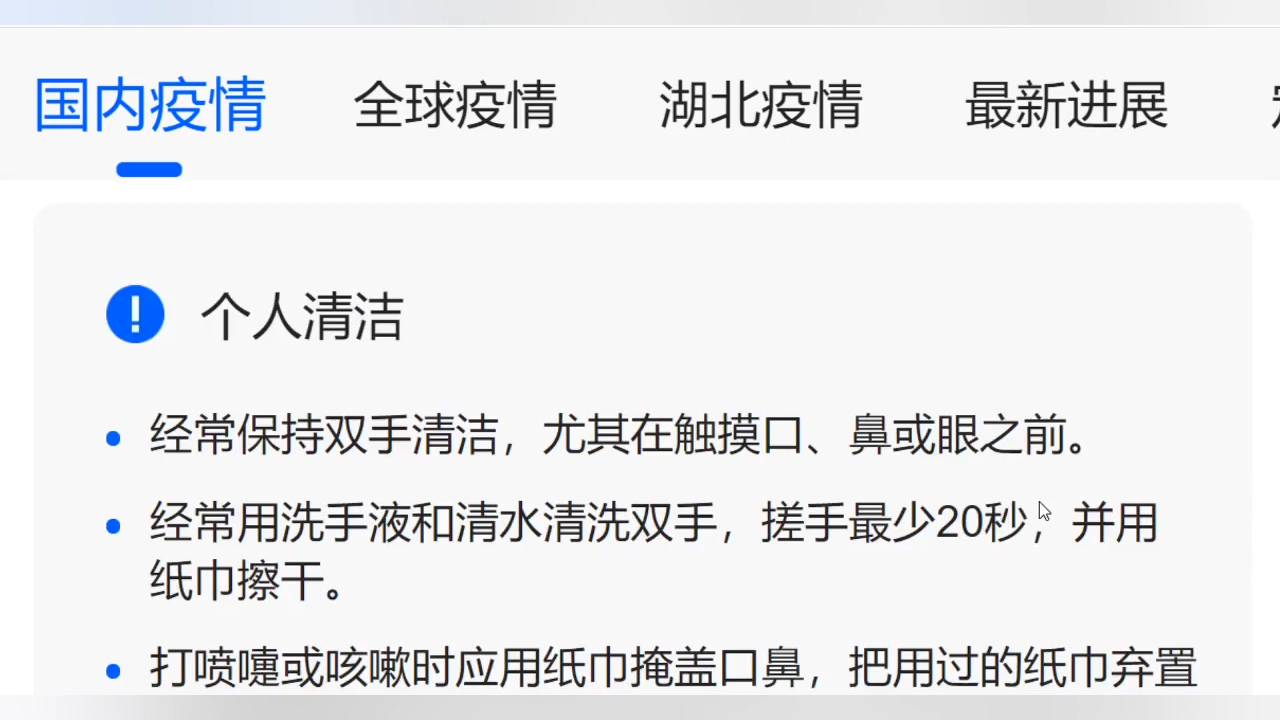 国内疫情 全球疫情 湖北疫情 最新进展
个人清洁
经常保持双手清洁，尤其在触摸口、鼻或眼之前。
经常用洗手液和清水清洗双手，搓手最少20秒，并用
纸巾擦干。
打喷嚏或咳嗽时应用纸巾掩盖口鼻，把用过的纸巾弃置